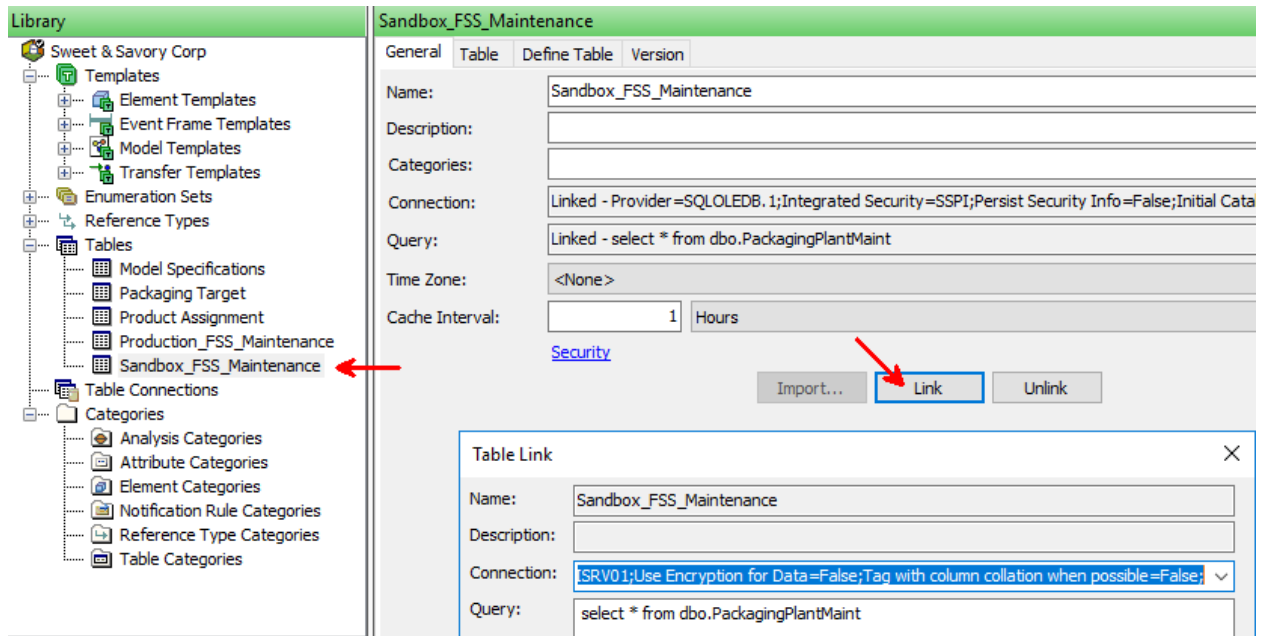 Library
Sweet & Savory Corp
Templates
Element Templates
Event Frame Templates
Model Templates
Transfer Templates
Enumeration Sets
Reference Types
Tables
Model Specifications
Packaging Target
Product Assignment
Production_FSS_Maintenance
Sandbox_FSS_Maintenance
Table Connections
Categories
Analysis Categories
Attribute Categories
Element Categories
Notification Rule Categories
Reference Type Categories
Table Categories
Sandbox_FSS_Maintenance
General Table Define Table Version
Name: Sandbox_FSS_Maintenance
Description:
Categories:
Connection: Linked - Provider=SQLOLEDB.1;Integrated Security=SSPI;Persist Security Info=False;Initial Cata
Query: Linked - select * from dbo.PackagingPlantMaint
Time Zone: <None>
Cache Interval: 1 Hours
Security
Import... Link Unlink
Table Link
Name: Sandbox_FSS_Maintenance
Description:
Connection: ISRV01;Use Encryption for Data=False;Tag with column collation when possible=False;
Query: select * from dbo.PackagingPlantMaint